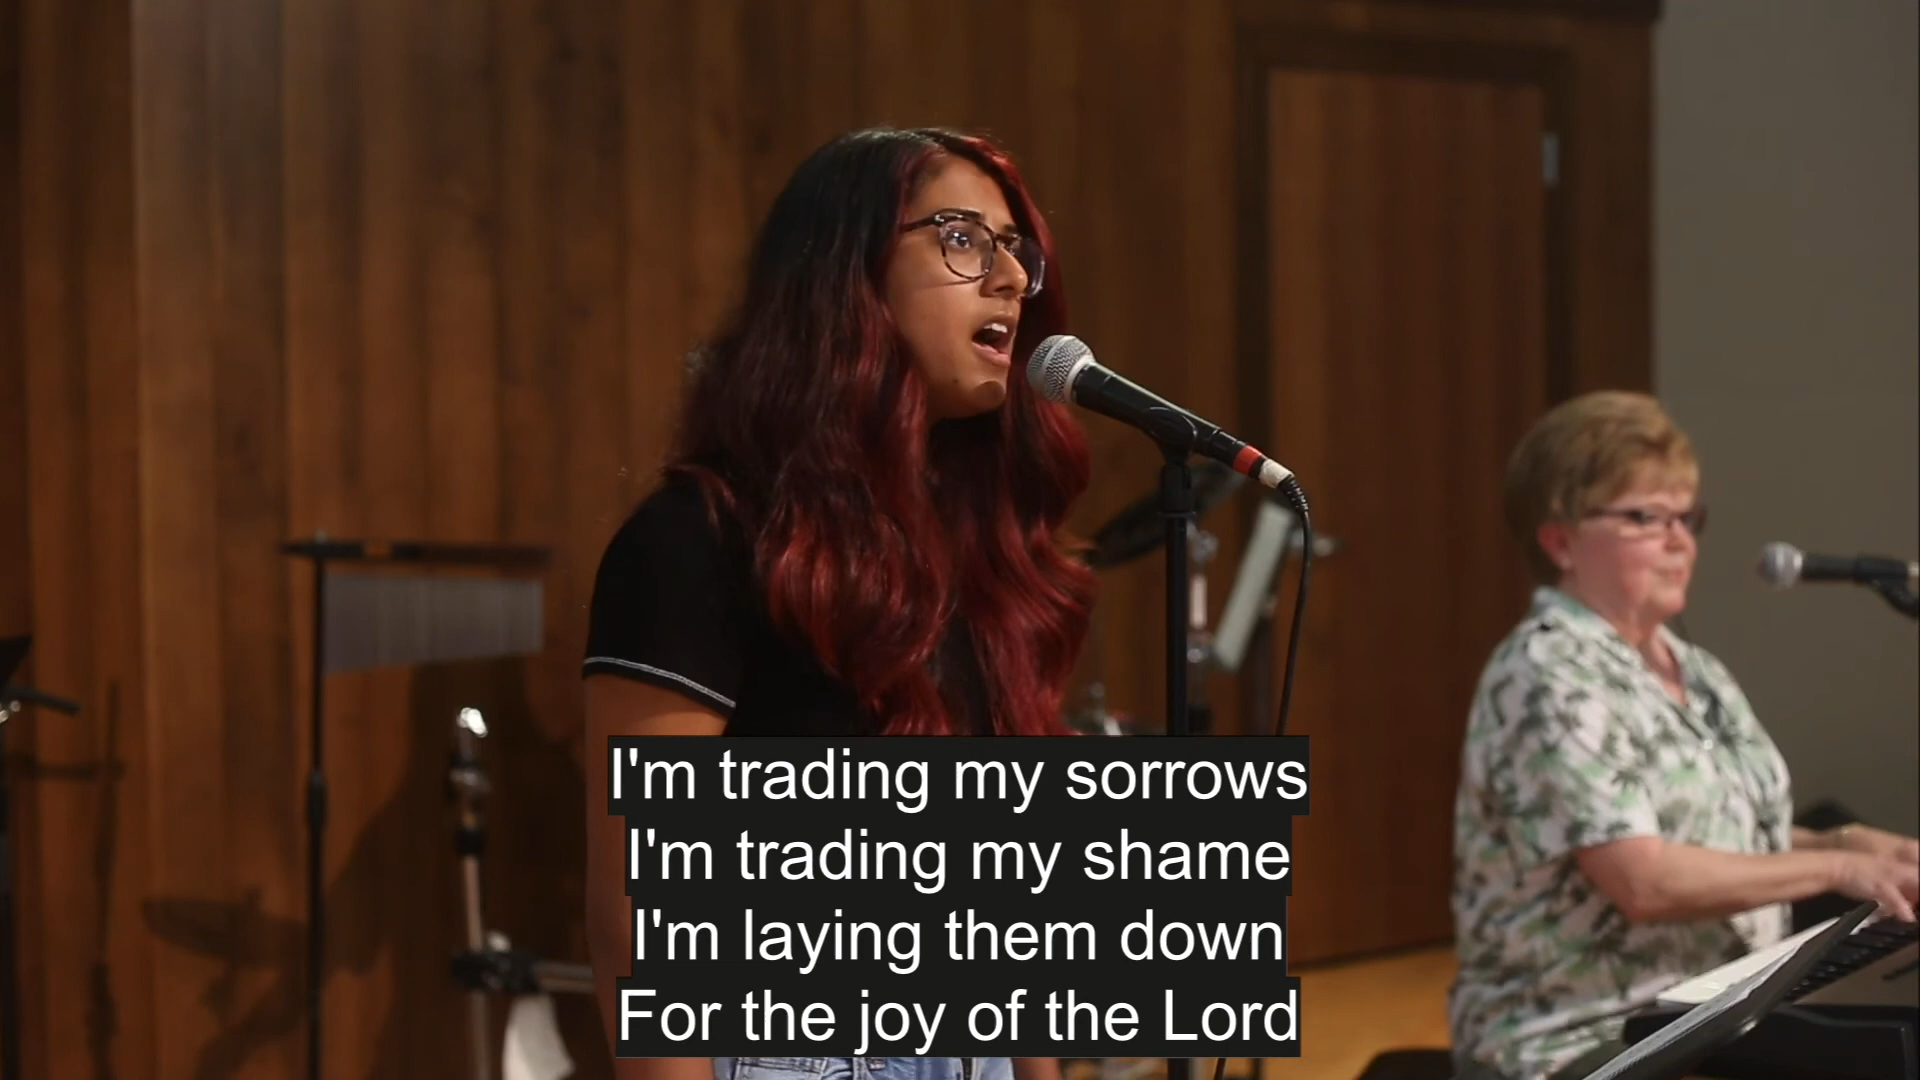 I'm trading my sorrows
I'm trading my shame
I'm laying them down
For the joy of the Lord